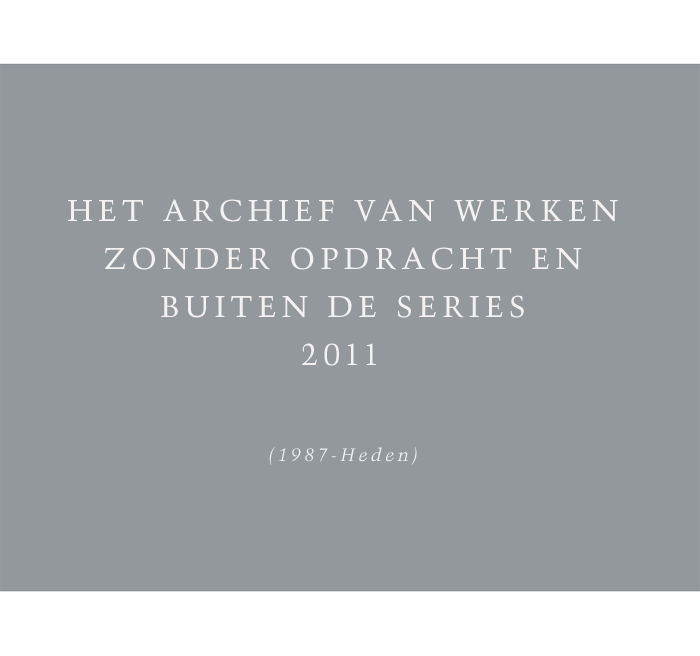 HET ARCHIEF VAN WERKEN
ZONDER OPDRACHT EN
BUITEN DE SERIES
2011
(1987-Heden)